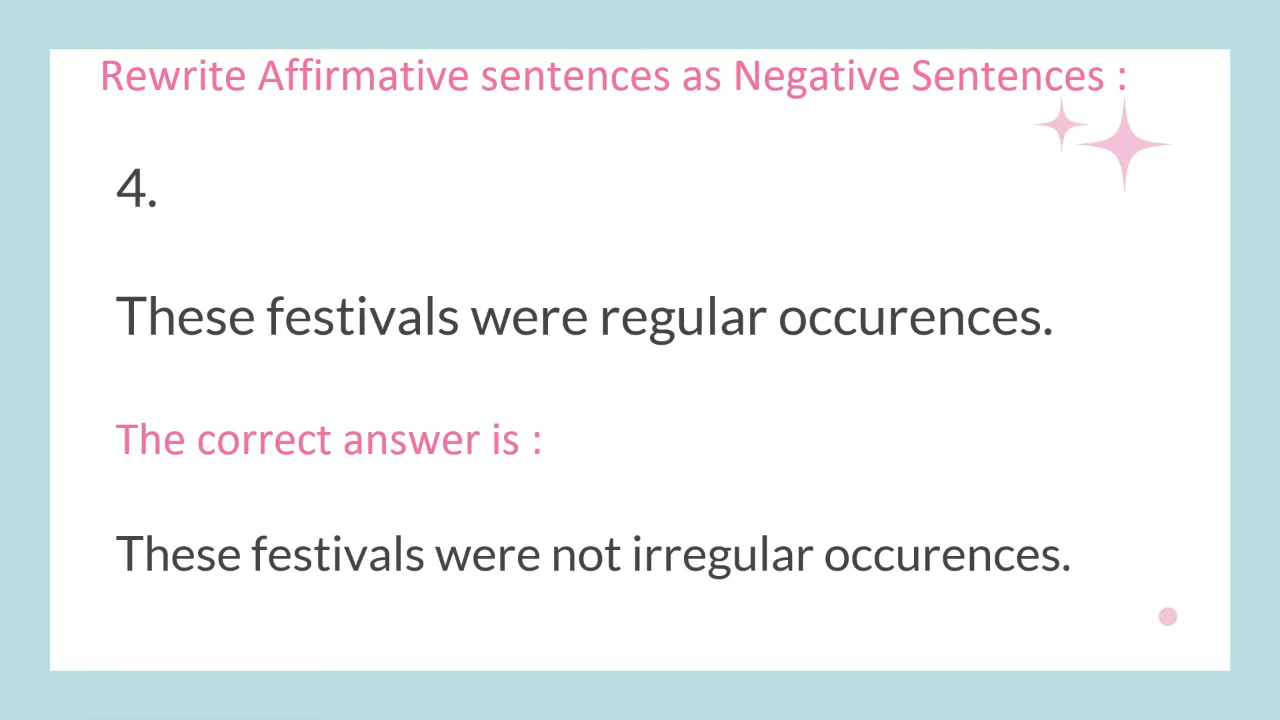 Rewrite Affirmative sentences as Negative Sentences :
4.
These festivals were regular occurences.
The correct answer is :
These festivals were not irregular occurences.